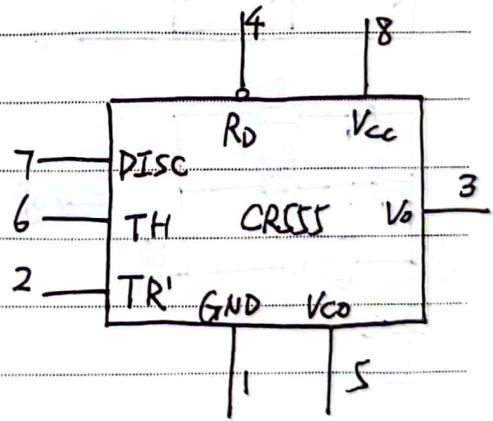 4 8
RD Vcc
7 DISC
3
6 TH CR555 Vo
2 TR'
GND VCO
1 5